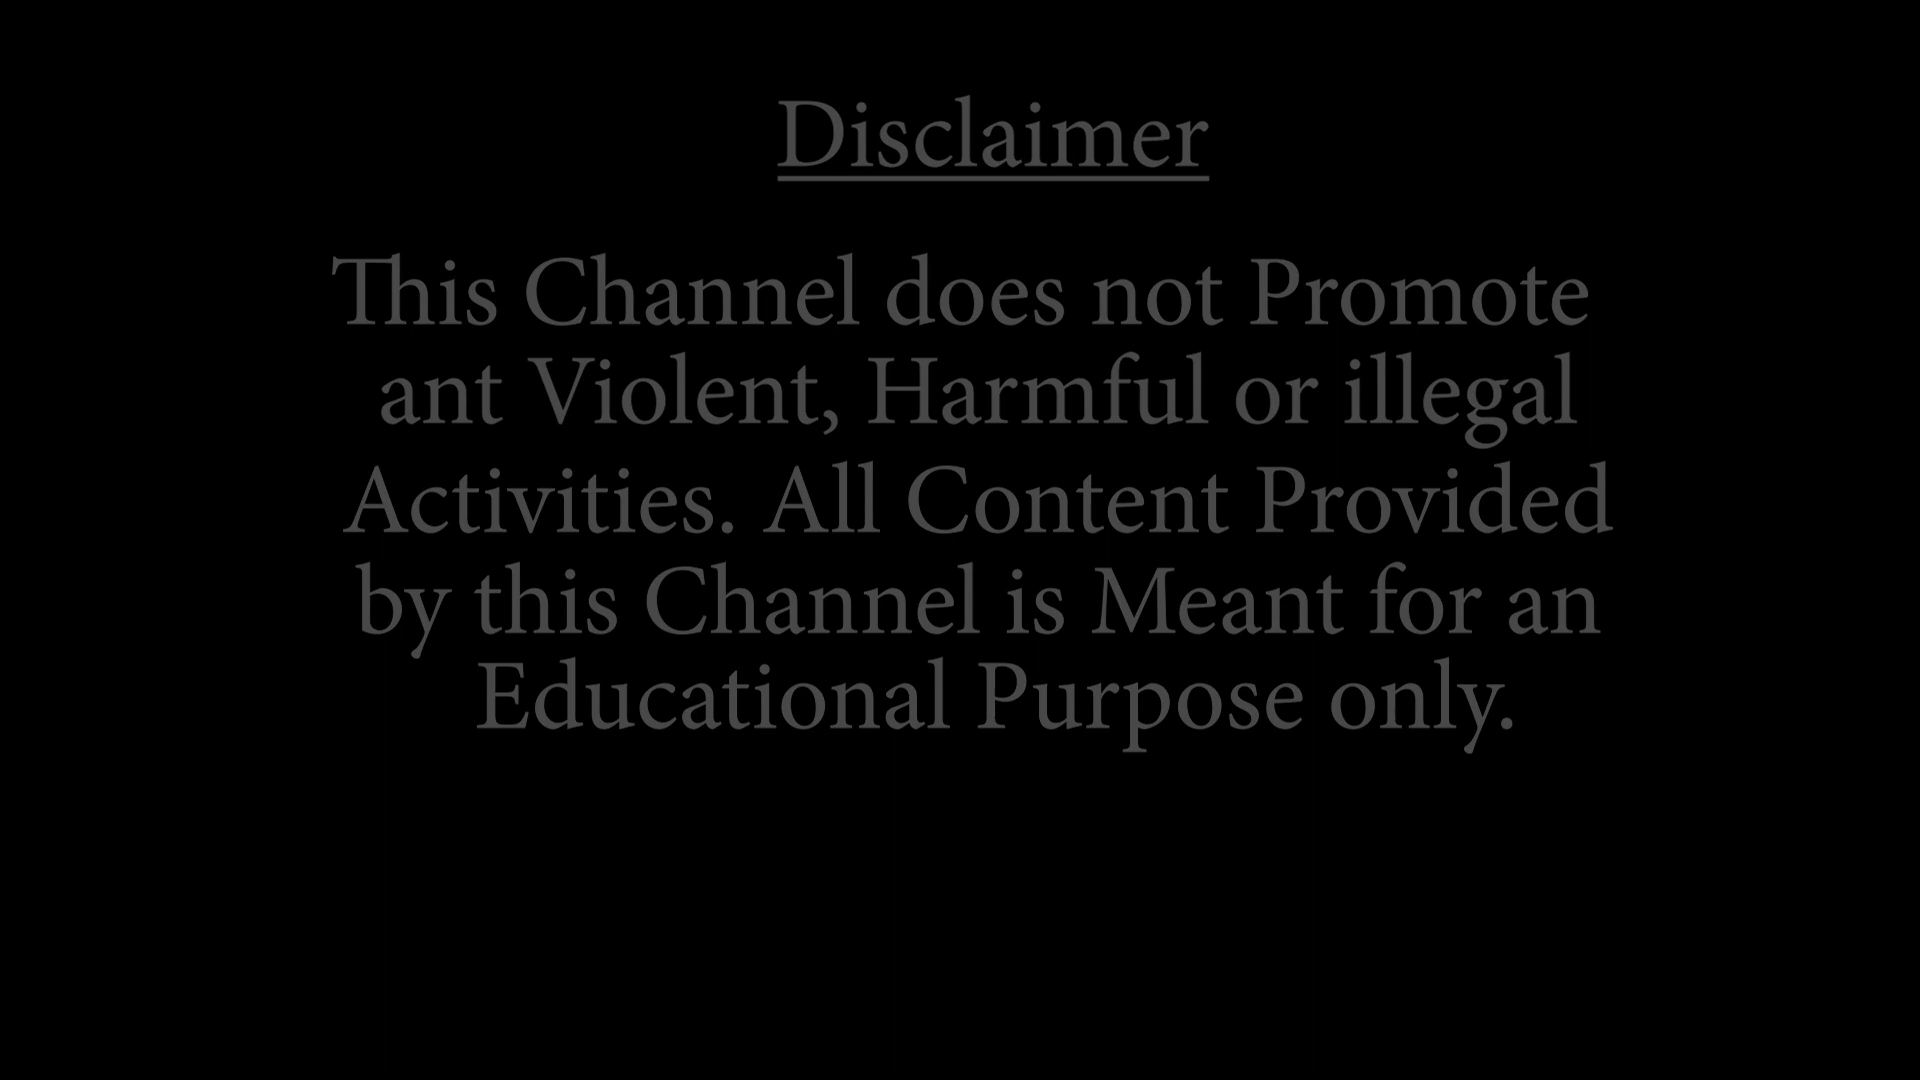 Disclaimer
This Channel does not Promote
ant Violent, Harmful or illegal
Activities. All Content Provided
by this Channel is Meant for an
Educational Purpose only.